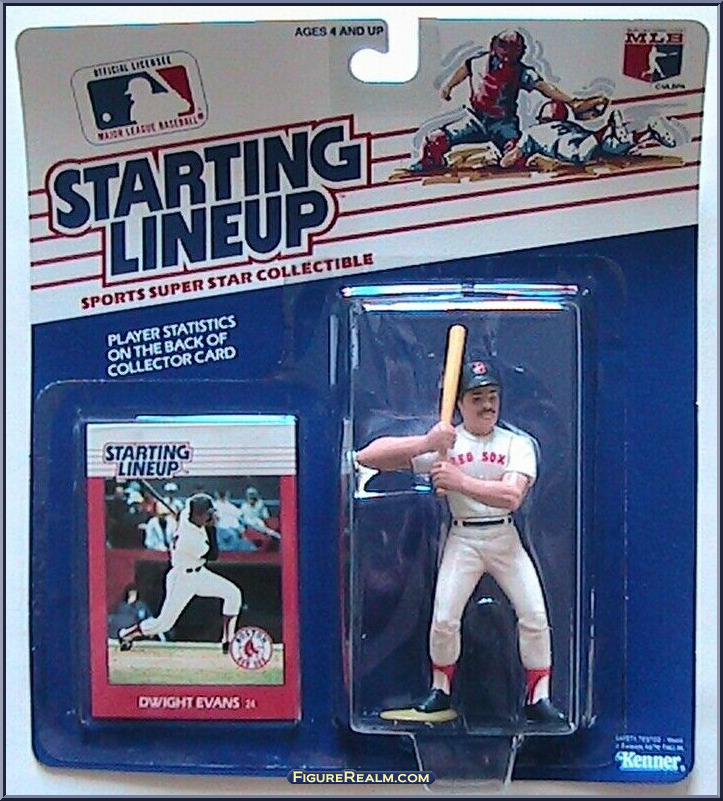 AGES 4 AND UP
OFFICIAL LICENSEE
MAJOR LEAGUE BASEBALL
MLB
STARTING
LINEUP
SPORTS SUPER STAR COLLECTIBLE
PLAYER STATISTICS
ON THE BACK OF
COLLECTOR CARD
STARTING
LINEUP
RED SOX
BOSTON
RED SOX
DWIGHT EVANS 24
Kenner
FIGUREREALM.COM